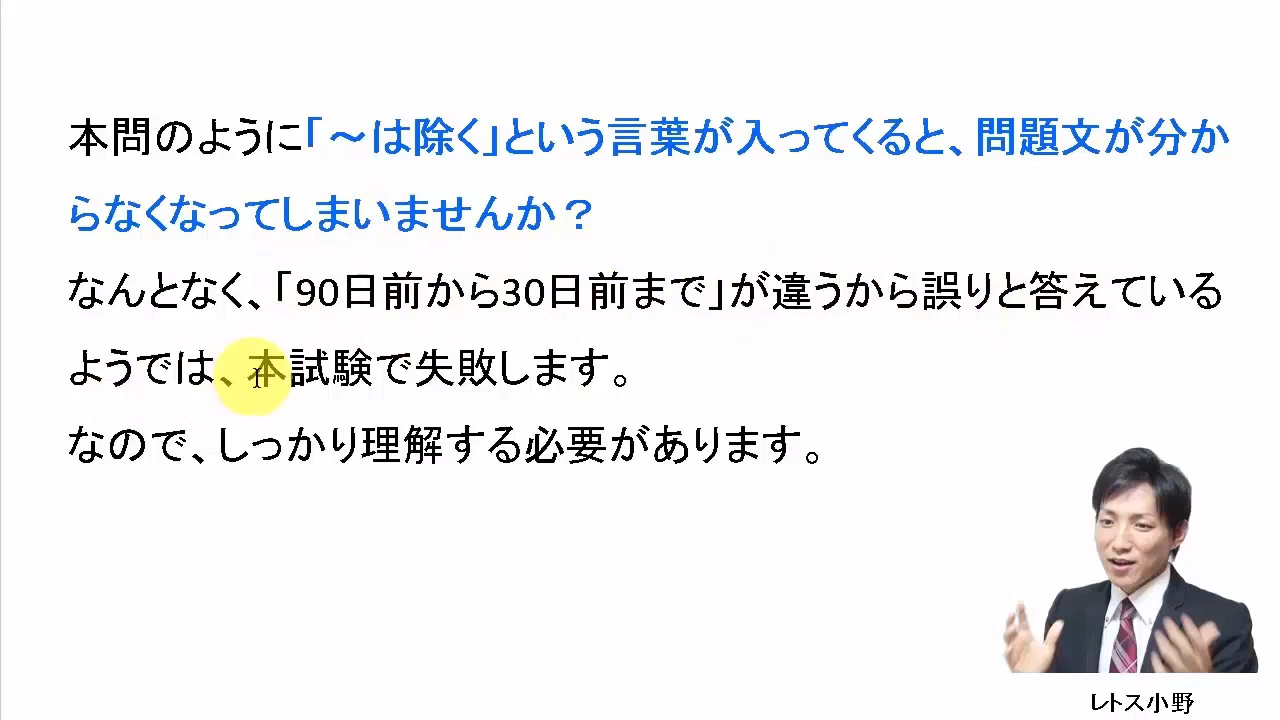 本問のように「～は除く」という言葉が入ってくると、問題文が分か
らなくなってしまいませんか？
なんとなく、「90日前から30日前まで」が違うから誤りと答えている
ようでは、本試験で失敗します。
なので、しっかり理解する必要があります。
レトス小野